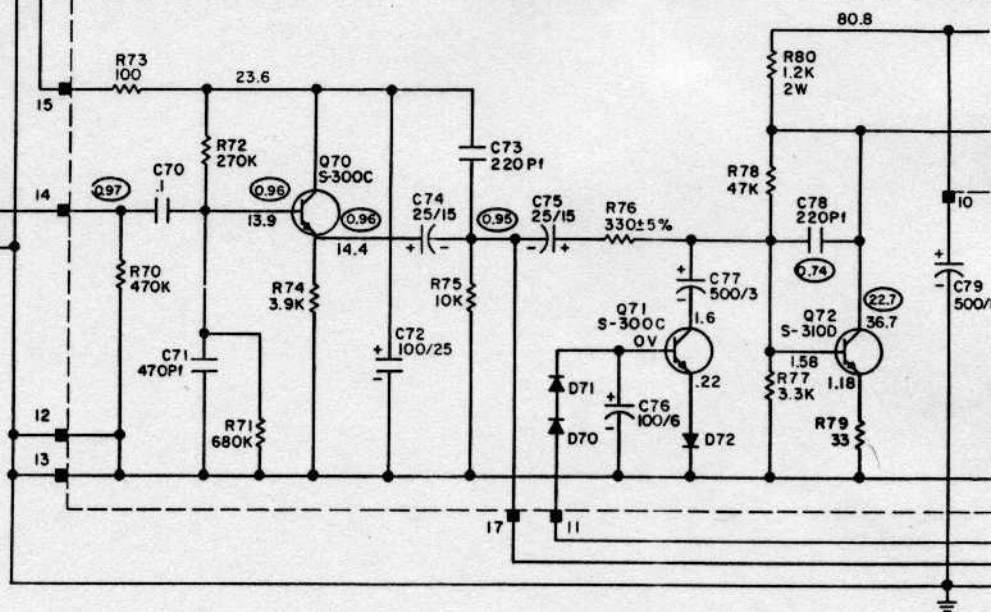 80.8
R73
100
23.6
R80
1.2K
2W
15
R72
270K
Q70
S-300C
C73
220 Pf
R78
47K
C70
.1
0.97
0.96
C74
25/15
0.95
C75
25/15
R76
330±5%
C78
220Pf
14
10
13.9
0.96
14.4
+ -
- +
0.74
R70
470K
R74
3.9K
R75
10K
+
-
C77
500/3
Q71
S-300C
0V
1.6
Q72
S-310D
22.7
36.7
+
-
C79
C71
470Pf
+
-
C72
100/25
D71
D70
+
-
C76
100/6
.22
D72
1.58
R77
3.3K
1.18
R79
33
12
R71
680K
13
17
11